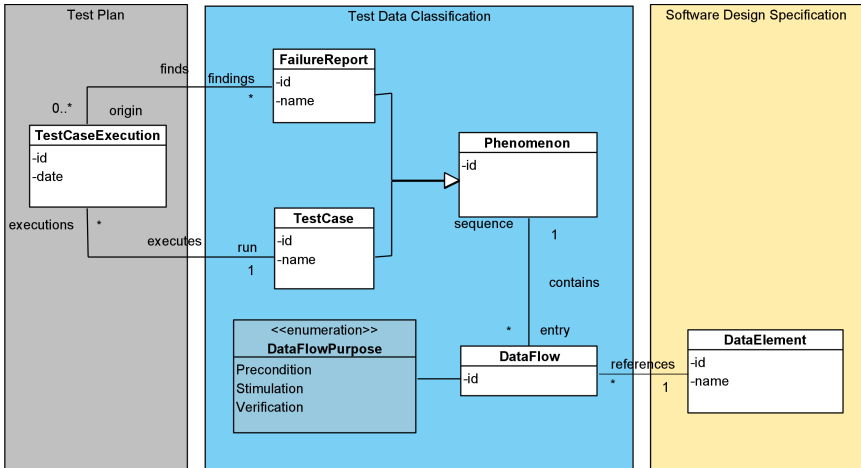 Test Plan
Test Data Classification
Software Design Specification
FailureReport
-id
-name
finds
findings
*
0..*
origin
TestCaseExecution
-id
-date
Phenomenon
-id
executions
*
executes
run
1
TestCase
-id
-name
sequence
1
contains
*
entry
<<enumeration>>
DataFlowPurpose
Precondition
Stimulation
Verification
DataFlow
-id
references
*
1
DataElement
-id
-name